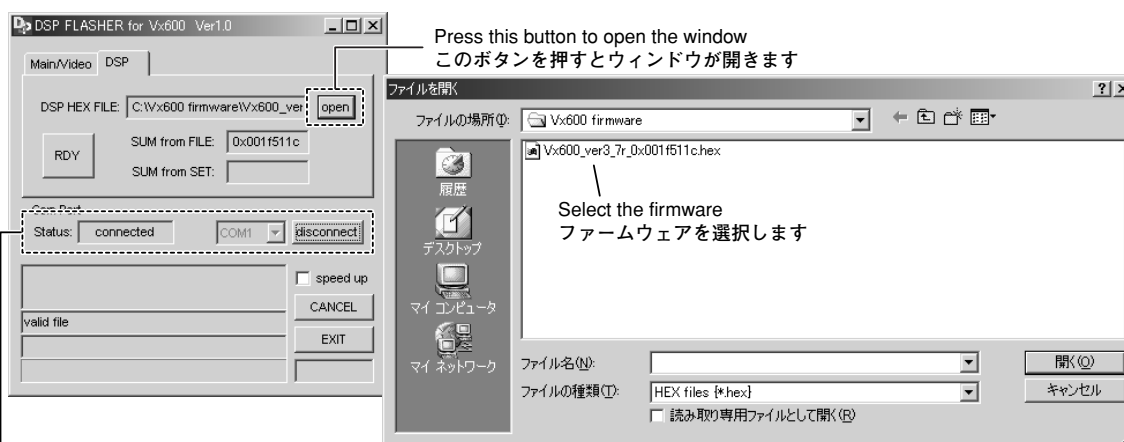 DSP FLASHER for Vx600 Ver1.0
Main/Video DSP
DSP HEX FILE: C:\Vx600 firmware\Vx600_ver open
RDY
SUM from FILE: 0x001f511c
SUM from SET:
Com Port
Status: connected COM1 disconnect
speed up
CANCEL
valid file
EXIT
Press this button to open the window
このボタンを押すとウィンドウが開きます
ファイルを開く
ファイルの場所(I): Vx600 firmware
Vx600_ver3_7r_0x001f511c.hex
Select the firmware
ファームウェアを選択します
履歴
デスクトップ
マイ コンピュータ
マイ ネットワーク
ファイル名(N): 開く(O)
ファイルの種類(T): HEX files {*.hex} キャンセル
読み取り専用ファイルとして開く(R)